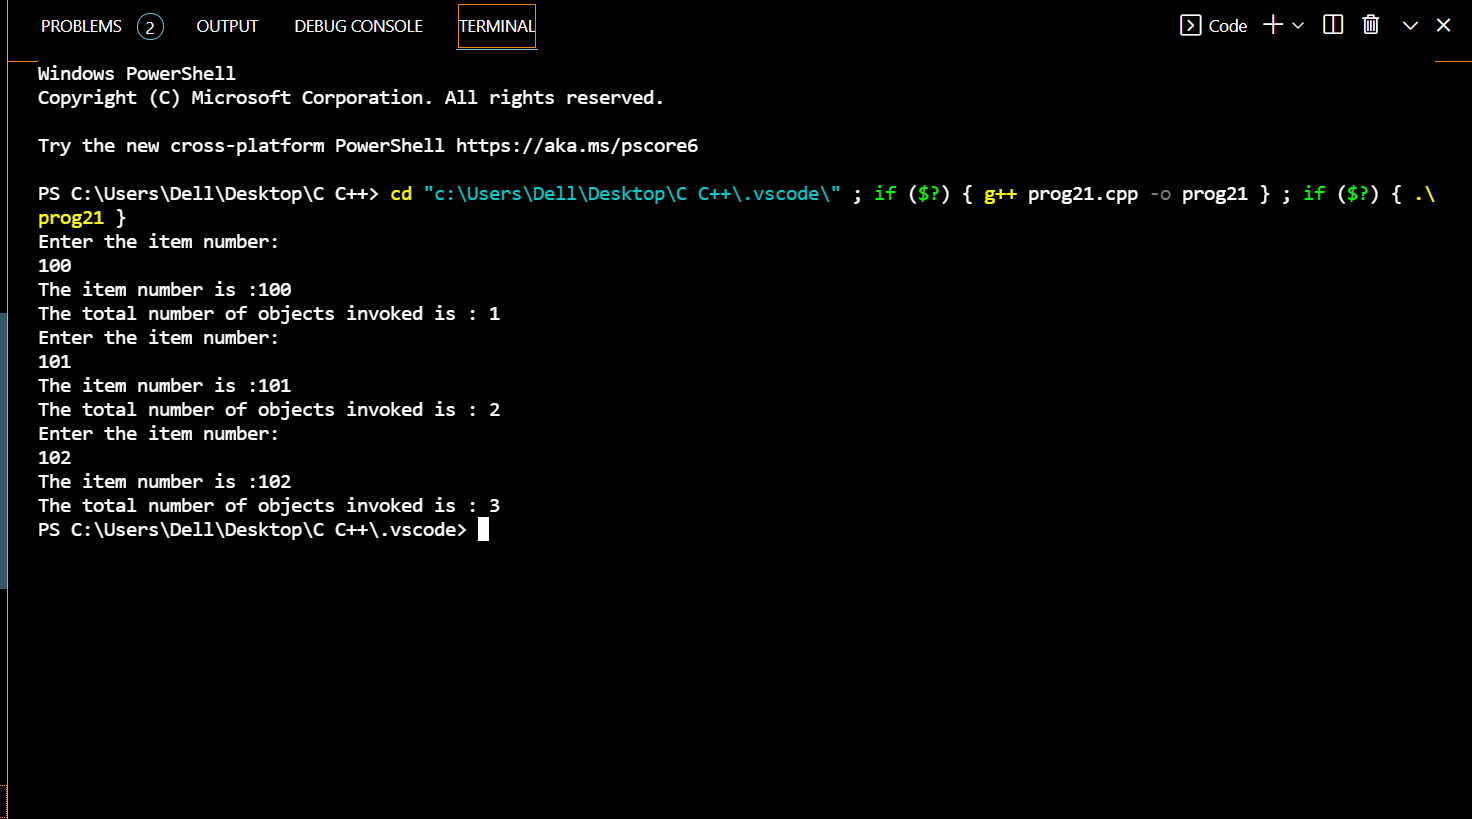 PROBLEMS 2 OUTPUT DEBUG CONSOLE TERMINAL Code
Windows PowerShell
Copyright (C) Microsoft Corporation. All rights reserved.
Try the new cross-platform PowerShell https://aka.ms/pscore6
PS C:\Users\Dell\Desktop\C C++> cd "c:\Users\Dell\Desktop\C C++\.vscode\" ; if ($?) { g++ prog21.cpp -o prog21 } ; if ($?) { .\
prog21 }
Enter the item number:
100
The item number is :100
The total number of objects invoked is : 1
Enter the item number:
101
The item number is :101
The total number of objects invoked is : 2
Enter the item number:
102
The item number is :102
The total number of objects invoked is : 3
PS C:\Users\Dell\Desktop\C C++\.vscode>